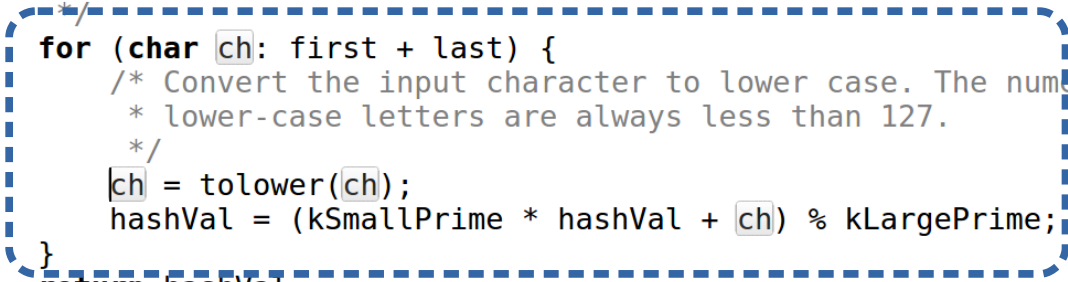 */
for (char ch: first + last) {
/* Convert the input character to lower case. The nume
* lower-case letters are always less than 127.
*/
ch = tolower(ch);
hashVal = (kSmallPrime * hashVal + ch) % kLargePrime;
}